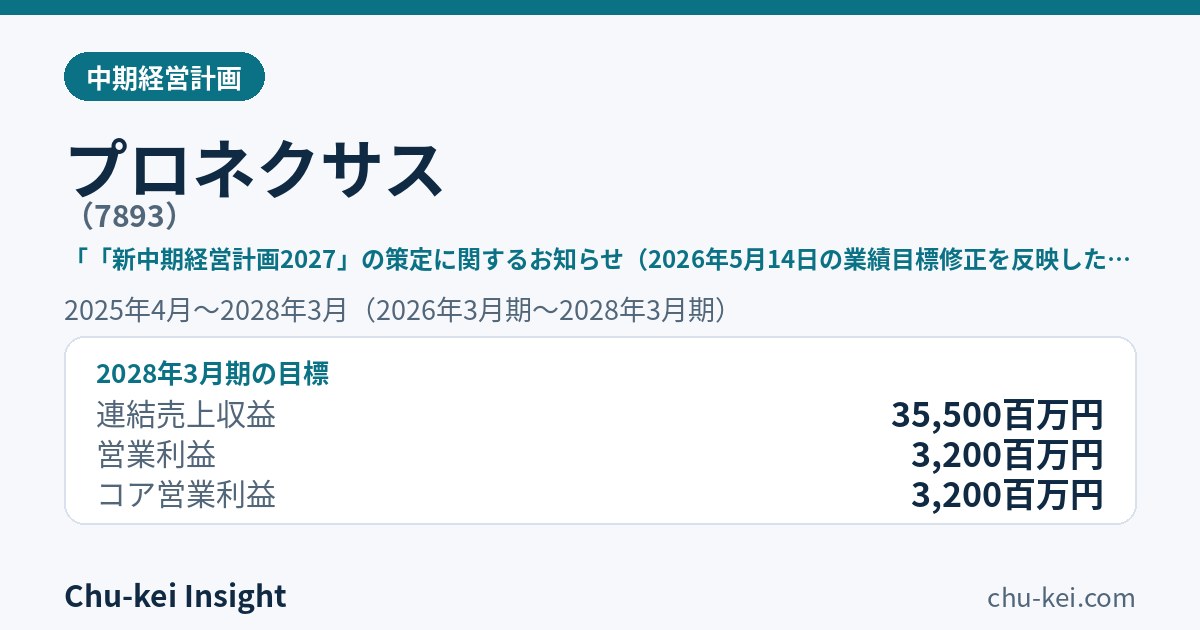 中期経営計画
プロネクサス
（7893）
「「新中期経営計画2027」の策定に関するお知らせ（2026年5月14日の業績目標修正を反映した…
2025年4月～2028年3月（2026年3月期～2028年3月期）
2028年3月期の目標
連結売上収益 35,500百万円
営業利益 3,200百万円
コア営業利益 3,200百万円
Chu-kei Insight chu-kei.com